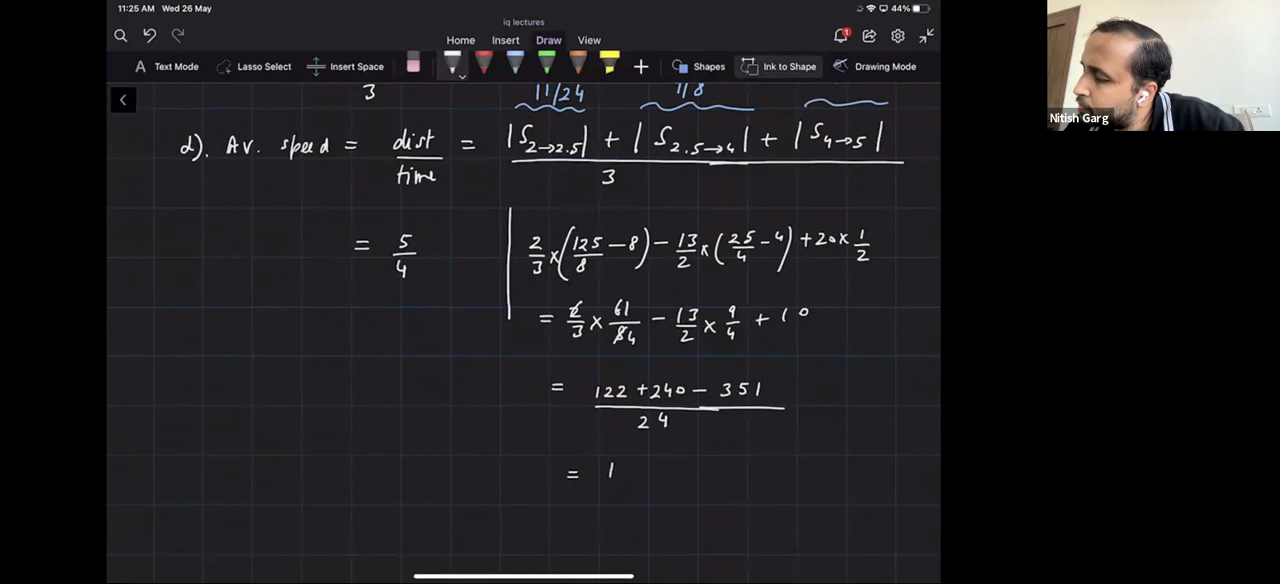 11:25 AM Wed 26 May
44%
iq lectures
Home Insert Draw View
1
A Text Mode Lasso Select Insert Space + Shapes Ink to Shape Drawing Mode
3 11/24 1/8
d). Av. speed = dist/time = (|S2→2.5| + |S2.5→4| + |S4→5|)/3
= 5/4 2/3 × (125/8 − 8) − 13/2 × (25/4 − 4) + 20 × 1/2
= 2/3 × 61/84 − 13/2 × 9/4 + 10
= (122 + 240 − 351)/24
= 1
Nitish Garg